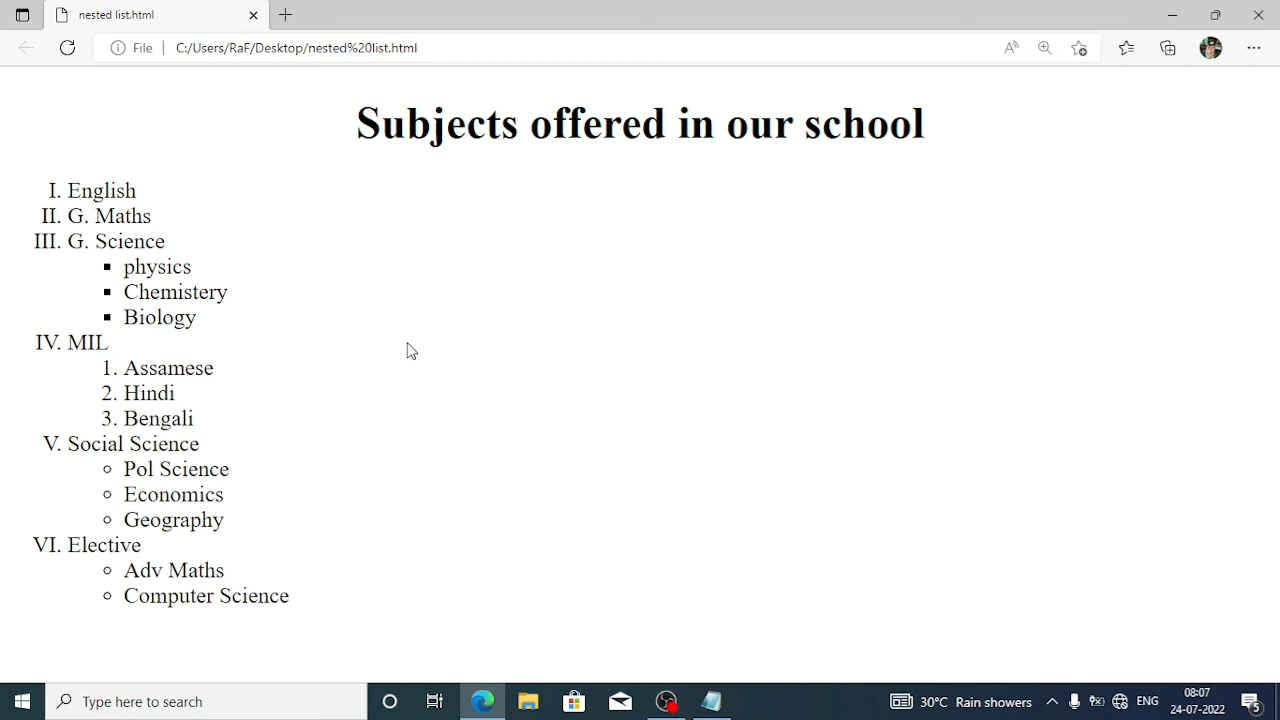 nested list.html
File
C:/Users/RaF/Desktop/nested%20list.html
Subjects offered in our school
I. English
II. G. Maths
III. G. Science
▪ physics
▪ Chemistery
▪ Biology
IV. MIL
1. Assamese
2. Hindi
3. Bengali
V. Social Science
○ Pol Science
○ Economics
○ Geography
VI. Elective
○ Adv Maths
○ Computer Science
Type here to search
30°C Rain showers
ENG
08:07
24-07-2022
5